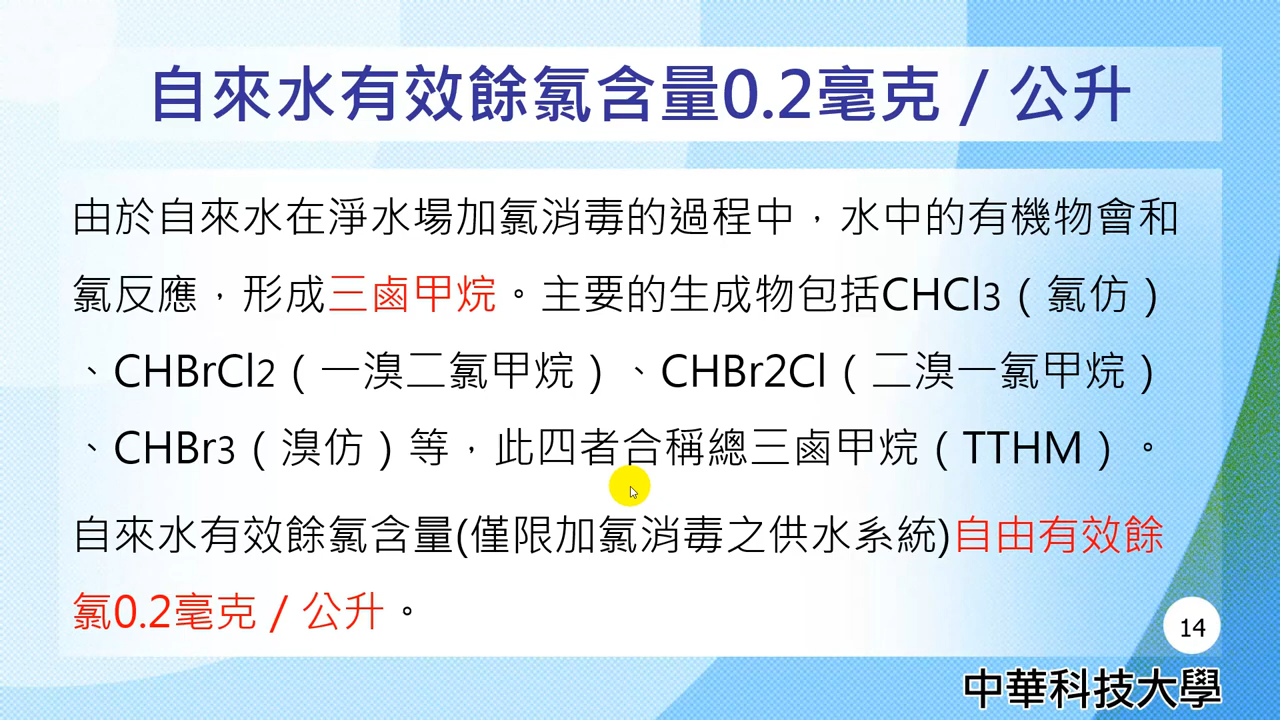 自來水有效餘氯含量0.2毫克／公升
由於自來水在淨水場加氯消毒的過程中，水中的有機物會和
氯反應，形成三鹵甲烷。主要的生成物包括CHCl3（氯仿）
、CHBrCl2（一溴二氯甲烷）、CHBr2Cl（二溴一氯甲烷）
、CHBr3（溴仿）等，此四者合稱總三鹵甲烷（TTHM）。
自來水有效餘氯含量(僅限加氯消毒之供水系統)自由有效餘
氯0.2毫克／公升。
14
中華科技大學